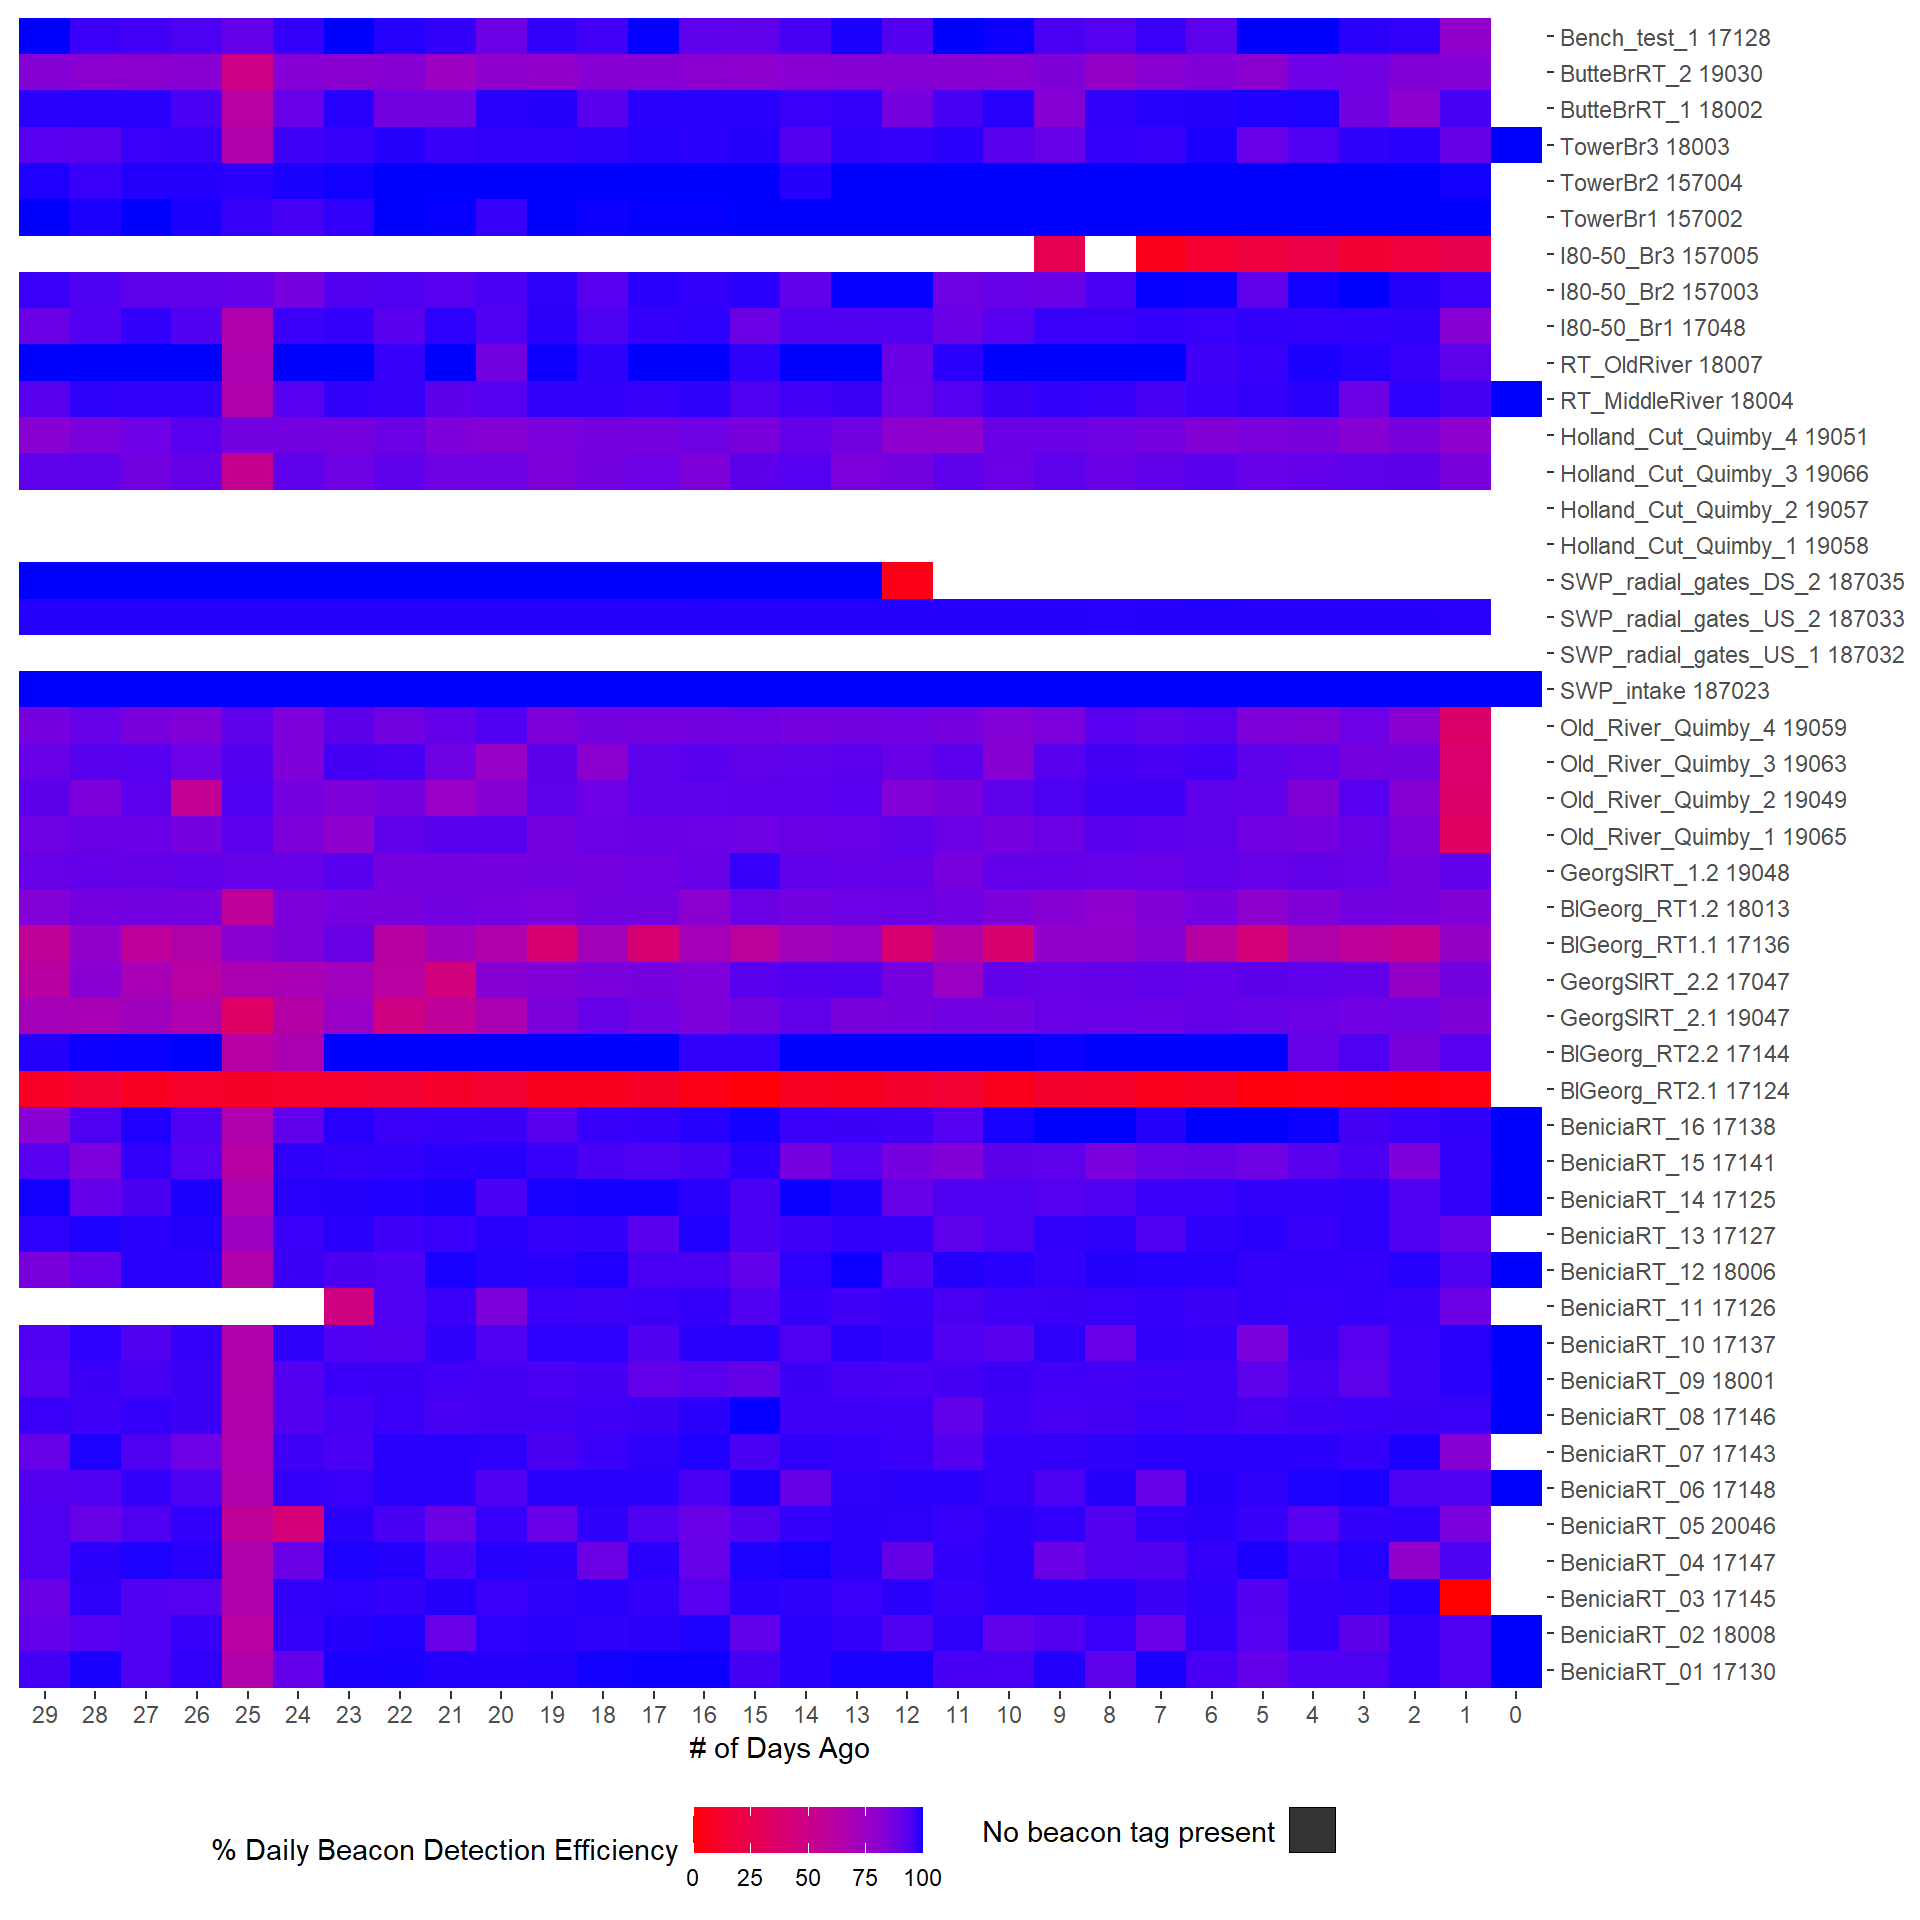 Bench_test_1 17128
ButteBrRT_2 19030
ButteBrRT_1 18002
TowerBr3 18003
TowerBr2 157004
TowerBr1 157002
I80-50_Br3 157005
I80-50_Br2 157003
I80-50_Br1 17048
RT_OldRiver 18007
RT_MiddleRiver 18004
Holland_Cut_Quimby_4 19051
Holland_Cut_Quimby_3 19066
Holland_Cut_Quimby_2 19057
Holland_Cut_Quimby_1 19058
SWP_radial_gates_DS_2 187035
SWP_radial_gates_US_2 187033
SWP_radial_gates_US_1 187032
SWP_intake 187023
Old_River_Quimby_4 19059
Old_River_Quimby_3 19063
Old_River_Quimby_2 19049
Old_River_Quimby_1 19065
GeorgSlRT_1.2 19048
BlGeorg_RT1.2 18013
BlGeorg_RT1.1 17136
GeorgSlRT_2.2 17047
GeorgSlRT_2.1 19047
BlGeorg_RT2.2 17144
BlGeorg_RT2.1 17124
BeniciaRT_16 17138
BeniciaRT_15 17141
BeniciaRT_14 17125
BeniciaRT_13 17127
BeniciaRT_12 18006
BeniciaRT_11 17126
BeniciaRT_10 17137
BeniciaRT_09 18001
BeniciaRT_08 17146
BeniciaRT_07 17143
BeniciaRT_06 17148
BeniciaRT_05 20046
BeniciaRT_04 17147
BeniciaRT_03 17145
BeniciaRT_02 18008
BeniciaRT_01 17130
29 28 27 26 25 24 23 22 21 20 19 18 17 16 15 14 13 12 11 10 9 8 7 6 5 4 3 2 1 0
# of Days Ago
% Daily Beacon Detection Efficiency
0 25 50 75 100
No beacon tag present